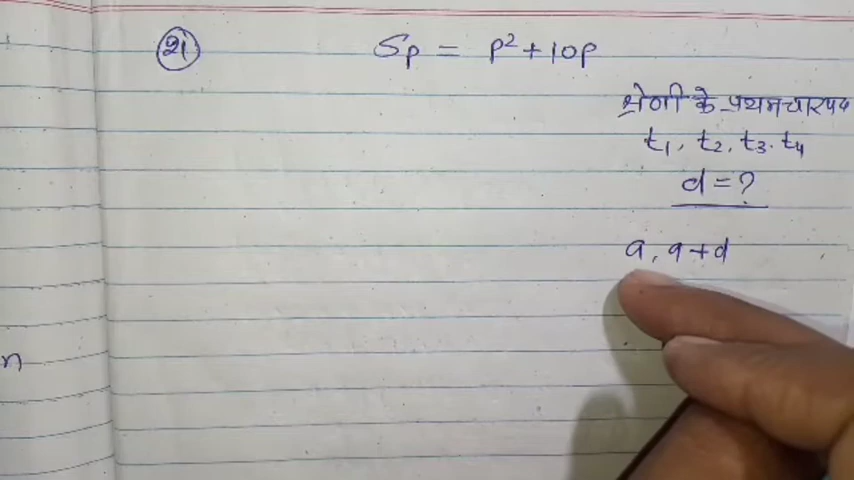 21 Sp = p² + 10p
श्रेणी के प्रथम चार पद
t₁, t₂, t₃. t₄
d = ?
a, a + d
n